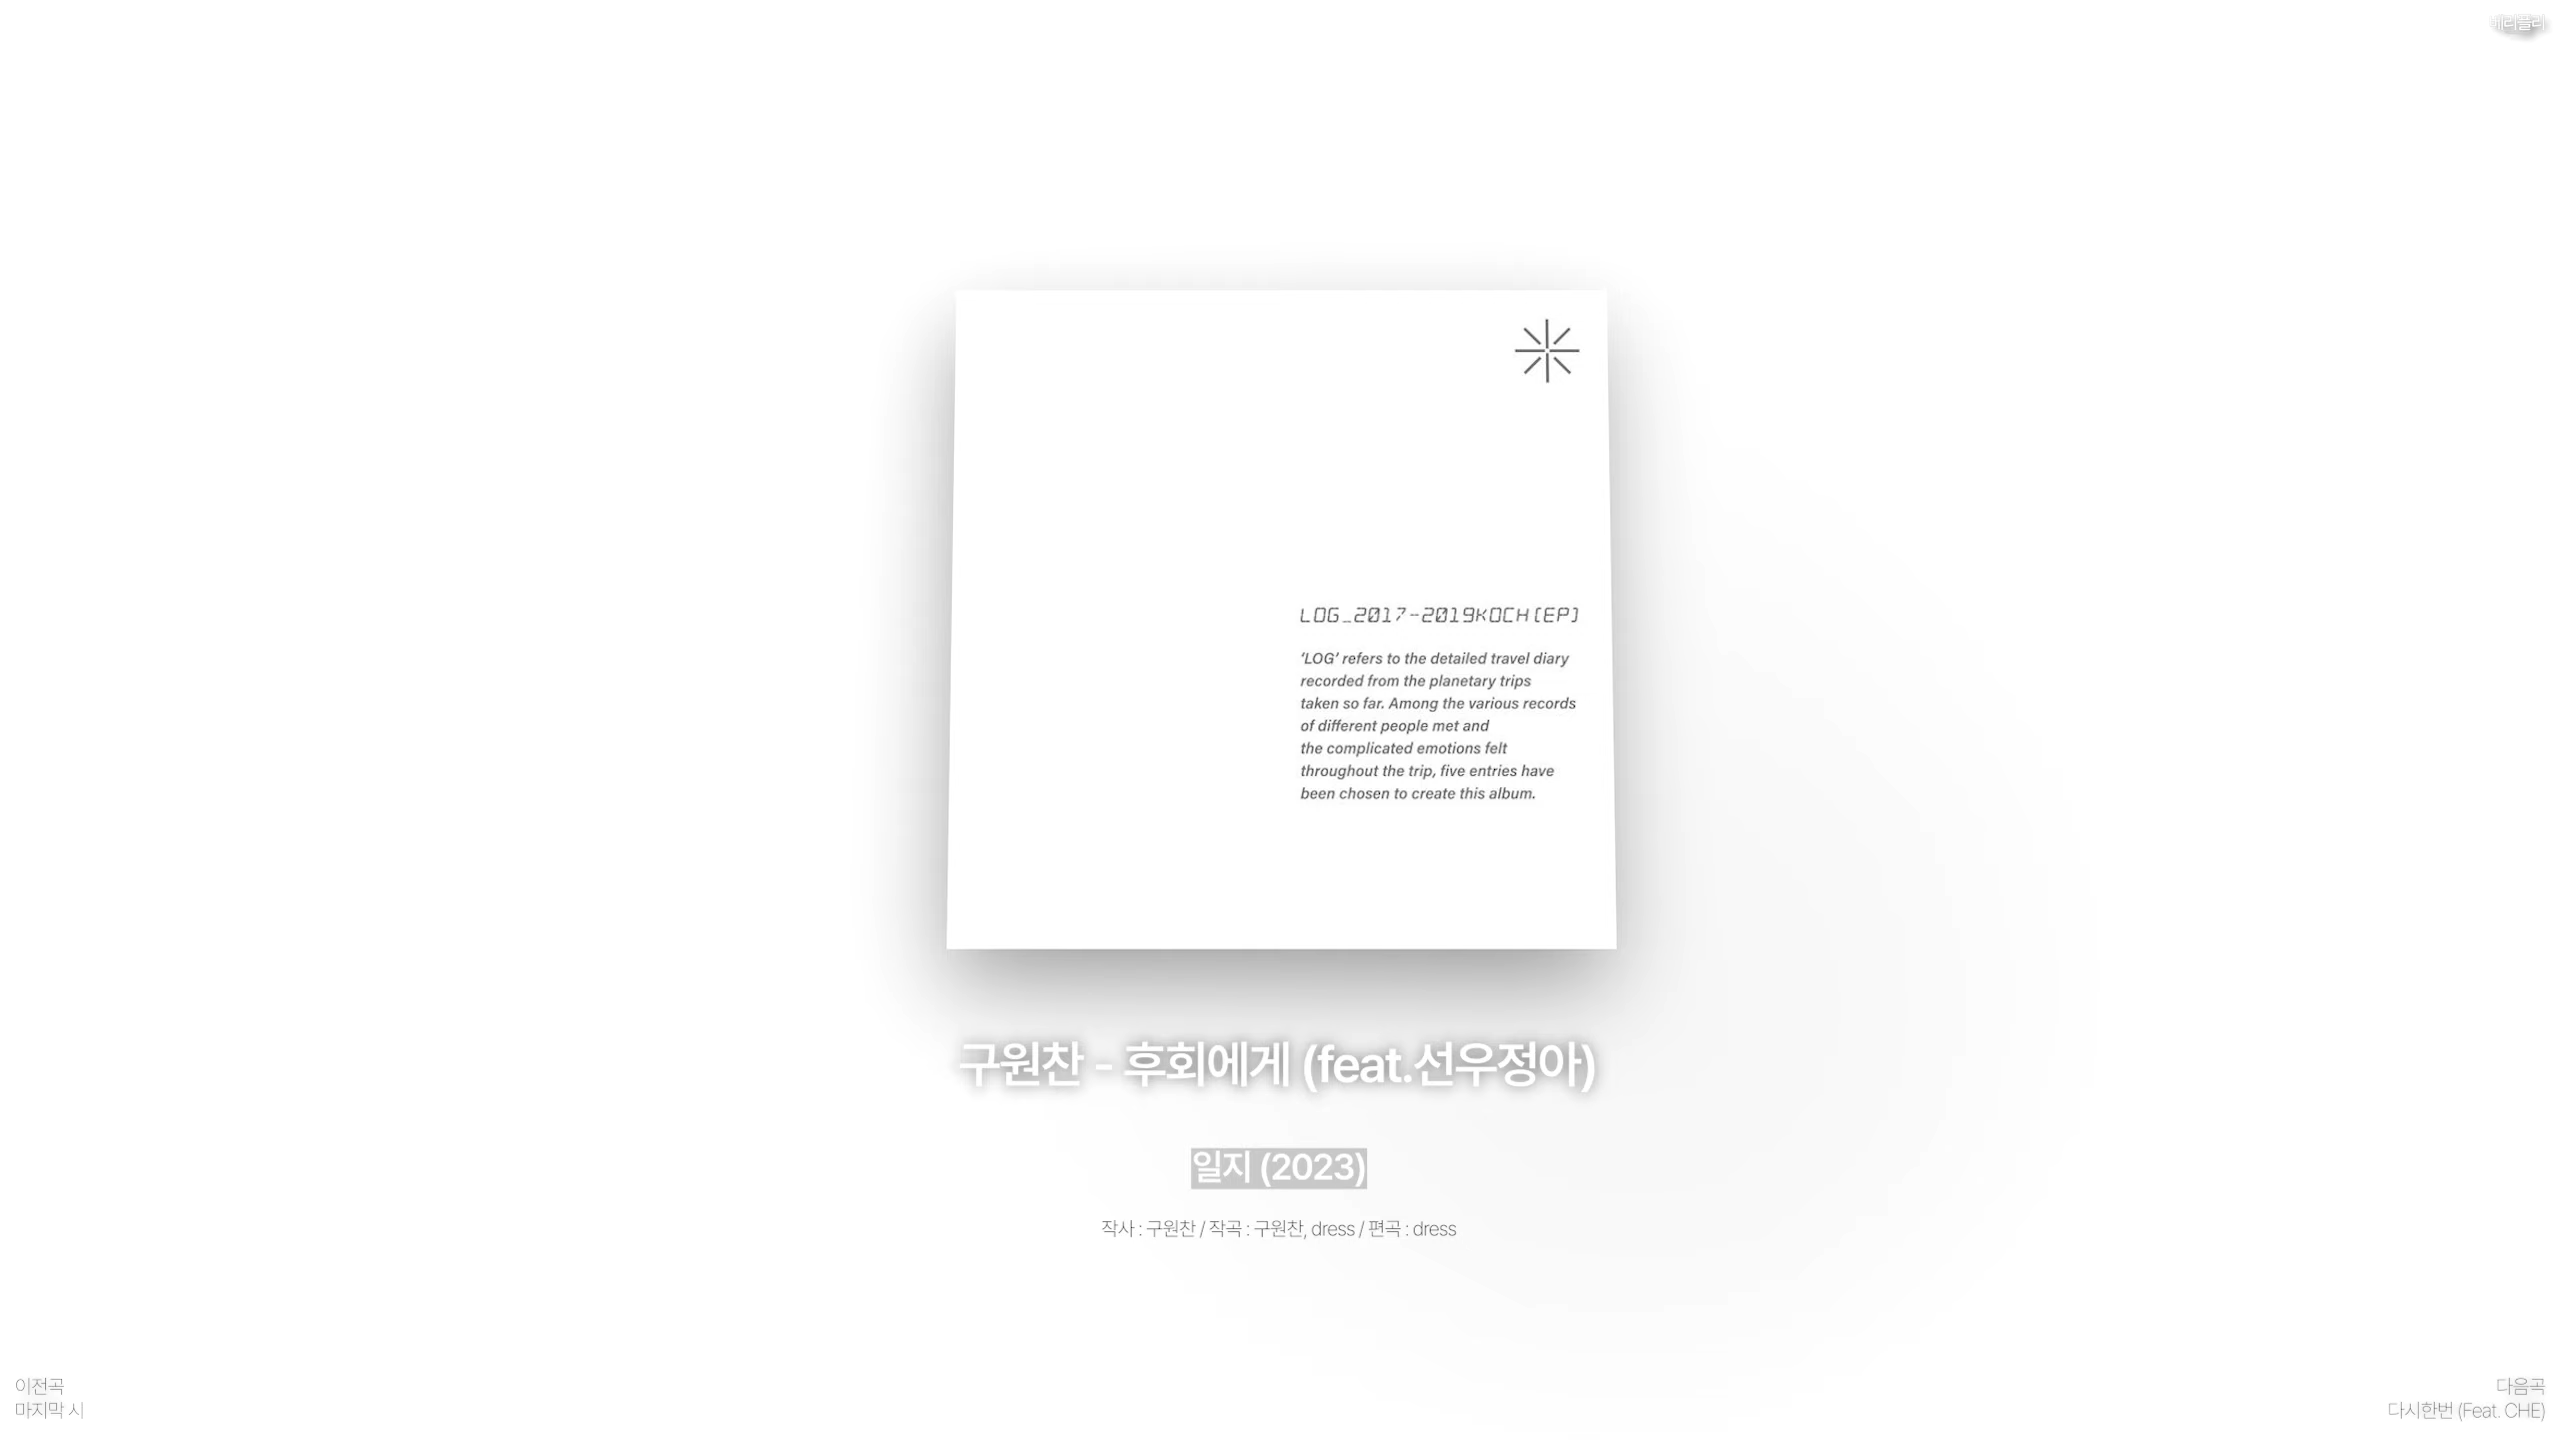 LOG_2017-2019KOCH[EP]
‘LOG’ refers to the detailed travel diary
recorded from the planetary trips
taken so far. Among the various records
of different people met and
the complicated emotions felt
throughout the trip, five entries have
been chosen to create this album.
구원찬 - 후회에게 (feat.선우정아)
일지 (2023)
작사 : 구원찬 / 작곡 : 구원찬, dress / 편곡 : dress
이전곡
마지막 시
다음곡
다시한번 (Feat. CHE)